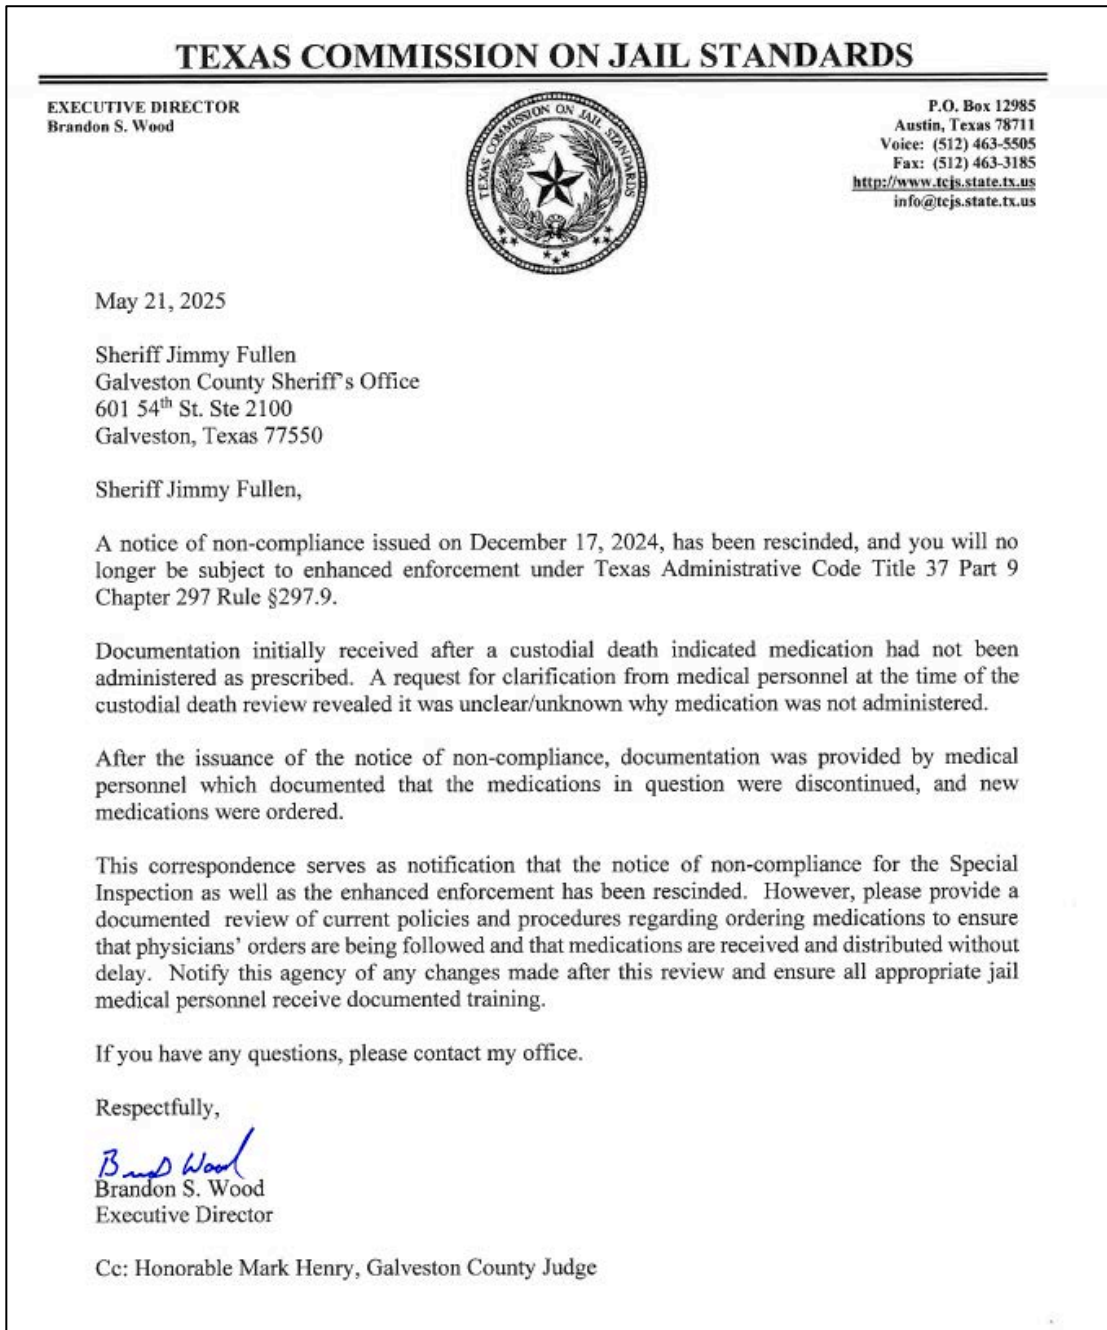 TEXAS COMMISSION ON JAIL STANDARDS
EXECUTIVE DIRECTOR
Brandon S. Wood
TEXAS COMMISSION ON JAIL STANDARDS
P.O. Box 12985
Austin, Texas 78711
Voice: (512) 463-5505
Fax: (512) 463-3185
http://www.tcjs.state.tx.us
info@tcjs.state.tx.us
May 21, 2025
Sheriff Jimmy Fullen
Galveston County Sheriff's Office
601 54th St. Ste 2100
Galveston, Texas 77550
Sheriff Jimmy Fullen,
A notice of non-compliance issued on December 17, 2024, has been rescinded, and you will no
longer be subject to enhanced enforcement under Texas Administrative Code Title 37 Part 9
Chapter 297 Rule §297.9.
Documentation initially received after a custodial death indicated medication had not been
administered as prescribed. A request for clarification from medical personnel at the time of the
custodial death review revealed it was unclear/unknown why medication was not administered.
After the issuance of the notice of non-compliance, documentation was provided by medical
personnel which documented that the medications in question were discontinued, and new
medications were ordered.
This correspondence serves as notification that the notice of non-compliance for the Special
Inspection as well as the enhanced enforcement has been rescinded. However, please provide a
documented review of current policies and procedures regarding ordering medications to ensure
that physicians' orders are being followed and that medications are received and distributed without
delay. Notify this agency of any changes made after this review and ensure all appropriate jail
medical personnel receive documented training.
If you have any questions, please contact my office.
Respectfully,
Brad Wood
Brandon S. Wood
Executive Director
Cc: Honorable Mark Henry, Galveston County Judge